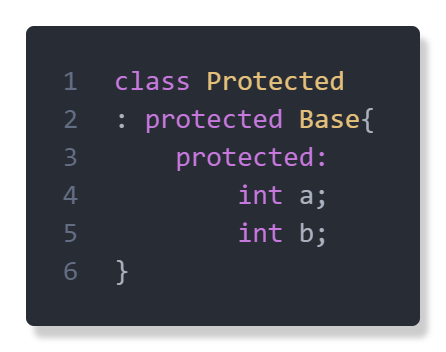 1 class Protected
2 : protected Base{
3     protected:
4         int a;
5         int b;
6 }